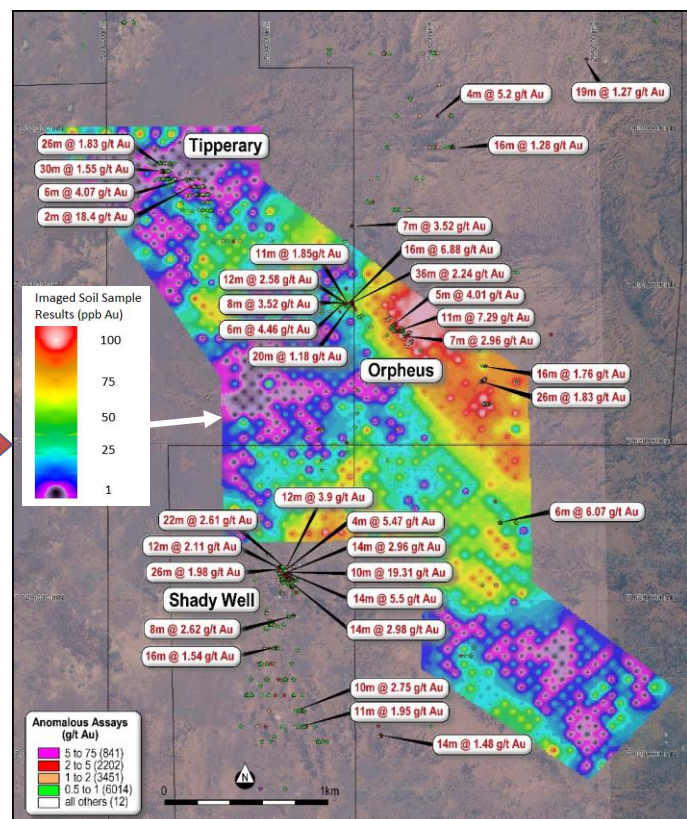 4m @ 5.2 g/t Au
19m @ 1.27 g/t Au
26m @ 1.83 g/t Au
Tipperary
16m @ 1.28 g/t Au
30m @ 1.55 g/t Au
6m @ 4.07 g/t Au
2m @ 18.4 g/t Au
7m @ 3.52 g/t Au
11m @ 1.85g/t Au
16m @ 6.88 g/t Au
12m @ 2.58 g/t Au
36m @ 2.24 g/t Au
8m @ 3.52 g/t Au
5m @ 4.01 g/t Au
6m @ 4.46 g/t Au
11m @ 7.29 g/t Au
20m @ 1.18 g/t Au
7m @ 2.96 g/t Au
Imaged Soil Sample
Results (ppb Au)
100
75
50
25
1
Orpheus
16m @ 1.76 g/t Au
26m @ 1.83 g/t Au
12m @ 3.9 g/t Au
22m @ 2.61 g/t Au
4m @ 5.47 g/t Au
6m @ 6.07 g/t Au
12m @ 2.11 g/t Au
14m @ 2.96 g/t Au
26m @ 1.98 g/t Au
10m @ 19.31 g/t Au
Shady Well
14m @ 5.5 g/t Au
8m @ 2.62 g/t Au
14m @ 2.98 g/t Au
16m @ 1.54 g/t Au
10m @ 2.75 g/t Au
11m @ 1.95 g/t Au
14m @ 1.48 g/t Au
Anomalous Assays
(g/t Au)
5 to 75 (841)
2 to 5 (2202)
1 to 2 (3451)
0.5 to 1 (6014)
all others (12)
N
0
1km